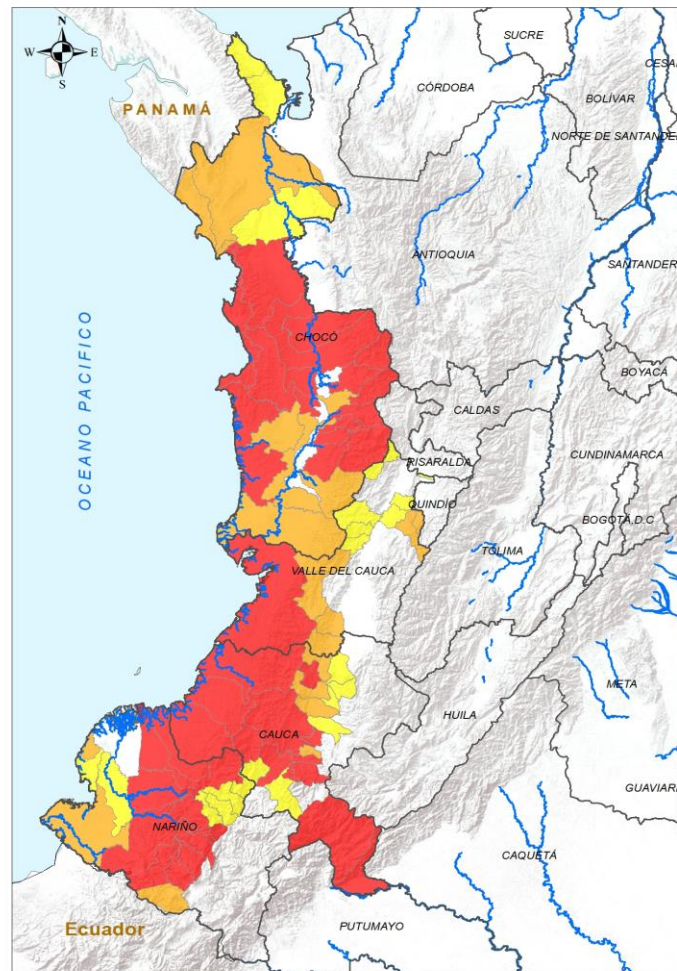 N
W E
S
PANAMÁ
SUCRE
CÓRDOBA
BOLÍVAR
NORTE DE SANTANDER
ANTIOQUIA
SANTANDER
OCEANO PACIFICO
CHOCÓ
BOYACÁ
CALDAS
CUNDINAMARCA
RISARALDA
QUINDÍO
BOGOTÁ,D.C
TOLIMA
VALLE DEL CAUCA
META
HUILA
CAUCA
GUAVIARE
NARIÑO
CAQUETÁ
Ecuador
PUTUMAYO